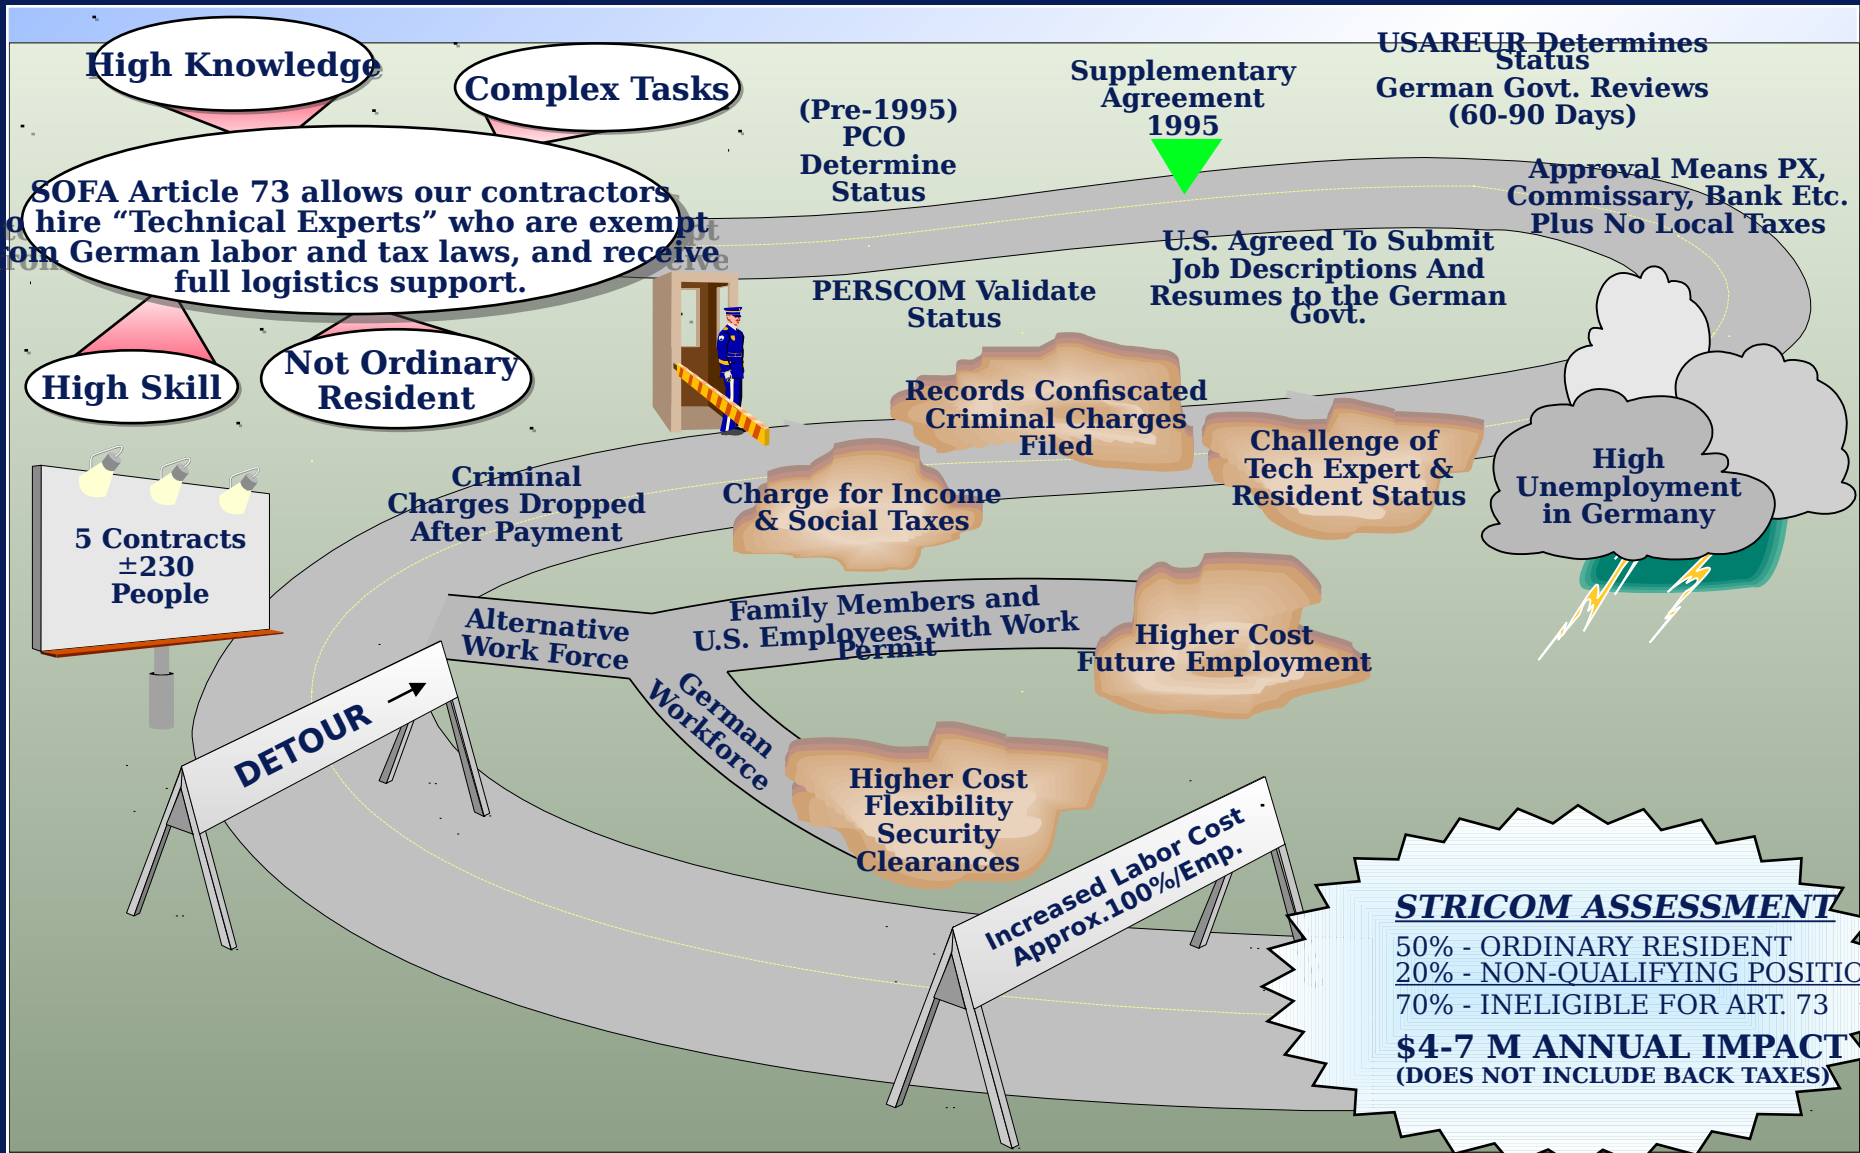 High Knowledge
Complex Tasks
SOFA Article 73 allows our contractors
to hire “Technical Experts” who are exempt
from German labor and tax laws, and receive
full logistics support.
High Skill
Not Ordinary
Resident
(Pre-1995)
PCO
Determine
Status
Supplementary
Agreement
1995
USAREUR Determines
Status
German Govt. Reviews
(60-90 Days)
Approval Means PX,
Commissary, Bank Etc.
Plus No Local Taxes
PERSCOM Validate
Status
U.S. Agreed To Submit
Job Descriptions And
Resumes to the German
Govt.
High
Unemployment
in Germany
Challenge of
Tech Expert &
Resident Status
Records Confiscated
Criminal Charges
Filed
Charge for Income
& Social Taxes
Criminal
Charges Dropped
After Payment
5 Contracts
±230
People
DETOUR
Alternative
Work Force
Family Members and
U.S. Employees with Work
Permit
Higher Cost
Future Employment
German
Workforce
Higher Cost
Flexibility
Security
Clearances
Increased Labor Cost
Approx.100%/Emp.
STRICOM ASSESSMENT
50% - ORDINARY RESIDENT
20% - NON-QUALIFYING POSITIO
70% - INELIGIBLE FOR ART. 73
$4-7 M ANNUAL IMPACT
(DOES NOT INCLUDE BACK TAXES)